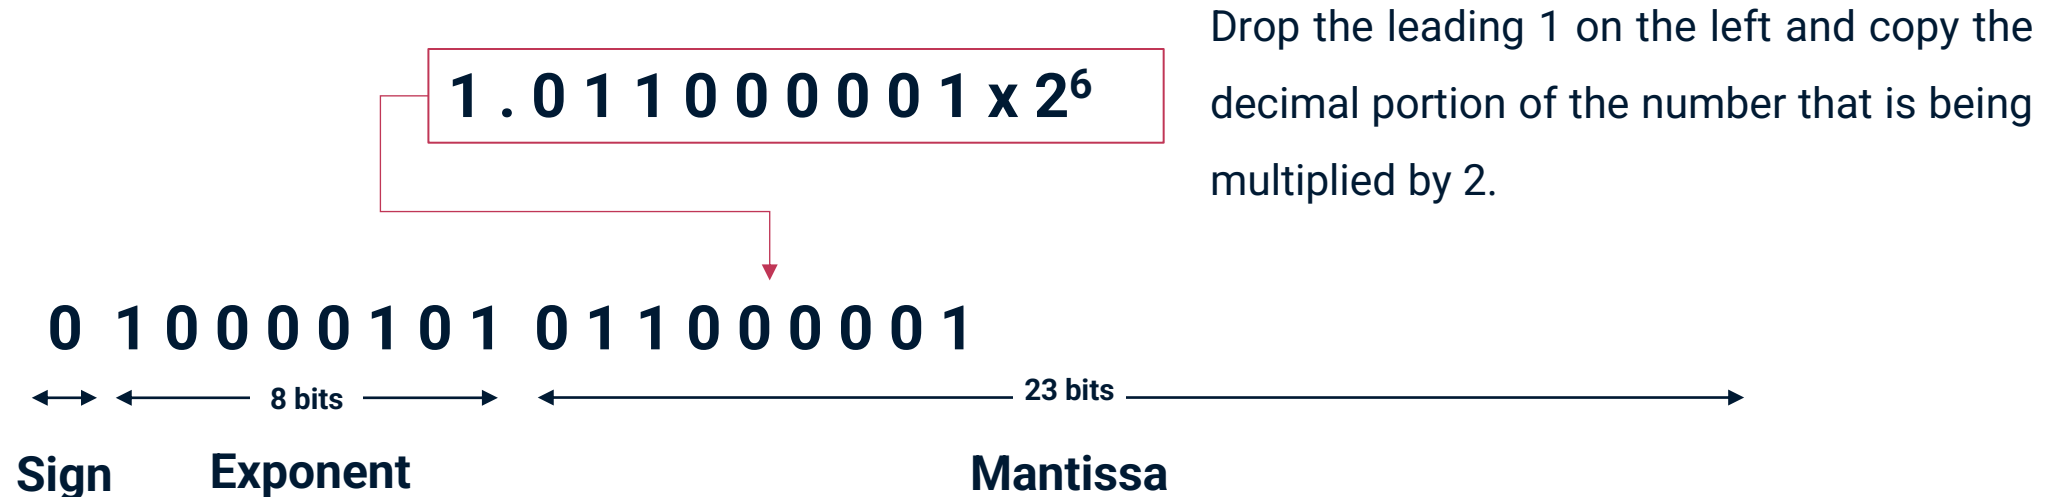 Drop the leading 1 on the left and copy the
decimal portion of the number that is being
multiplied by 2.
1 . 0 1 1 0 0 0 0 0 1 x 2⁶
0 1 0 0 0 0 1 0 1 0 1 1 0 0 0 0 0 1
8 bits 23 bits
Sign Exponent Mantissa